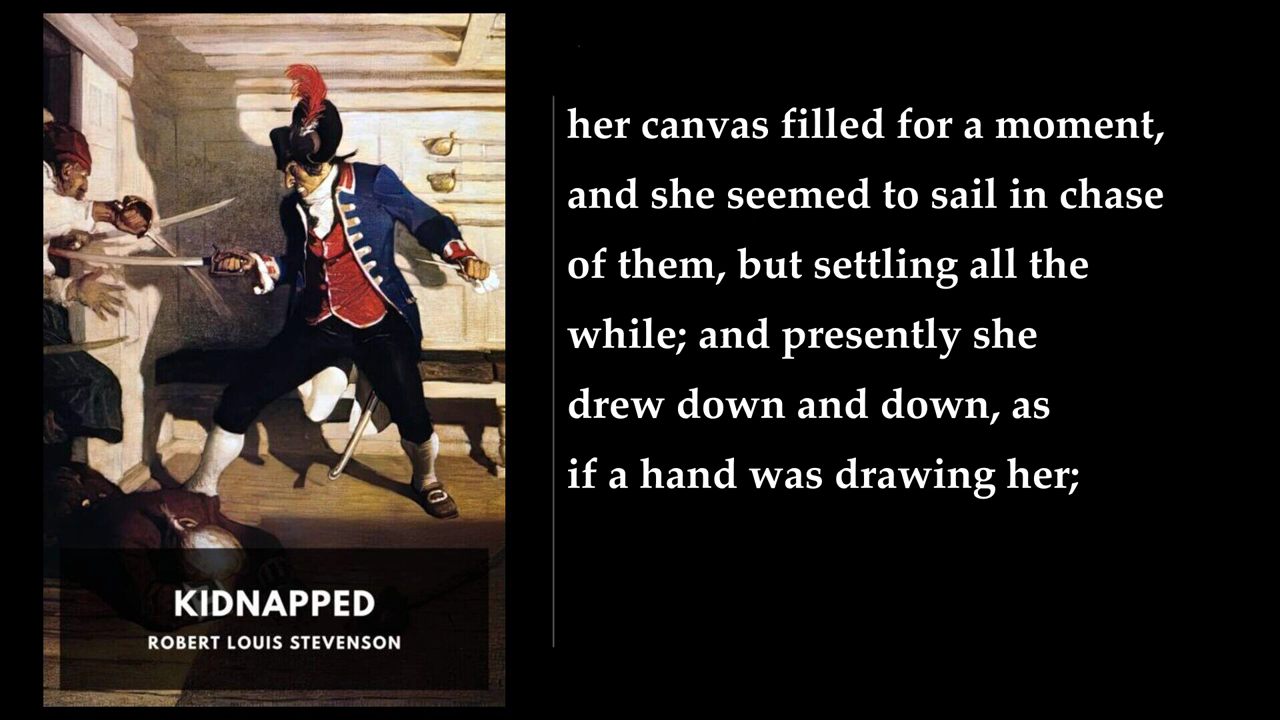 her canvas filled for a moment,
and she seemed to sail in chase
of them, but settling all the
while; and presently she
drew down and down, as
if a hand was drawing her;
KIDNAPPED
ROBERT LOUIS STEVENSON